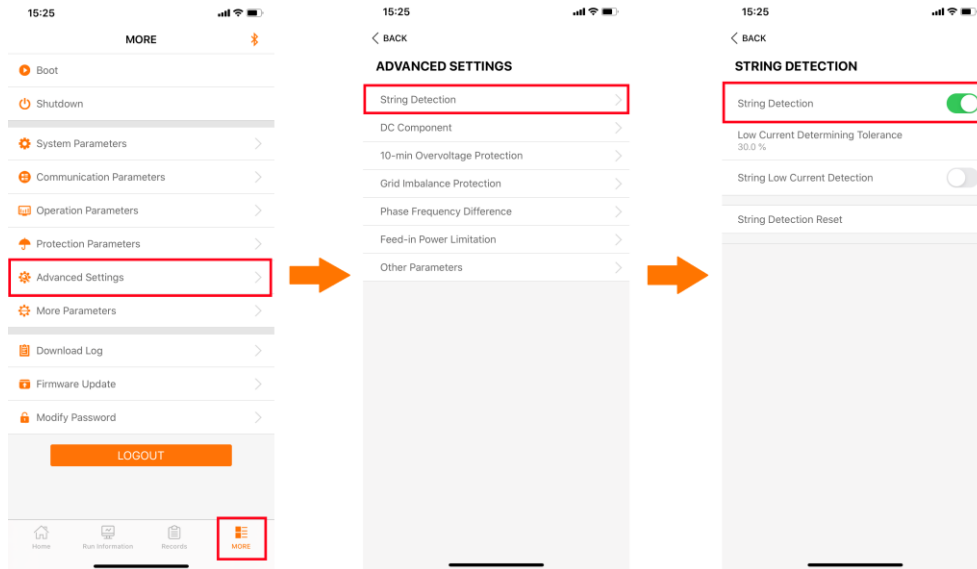 15:25
MORE
Boot
Shutdown
System Parameters
Communication Parameters
Operation Parameters
Protection Parameters
Advanced Settings
More Parameters
Download Log
Firmware Update
Modify Password
LOGOUT
Home
Run Information
Records
MORE
15:25
BACK
ADVANCED SETTINGS
String Detection
DC Component
10-min Overvoltage Protection
Grid Imbalance Protection
Phase Frequency Difference
Feed-in Power Limitation
Other Parameters
15:25
BACK
STRING DETECTION
String Detection
Low Current Determining Tolerance
30.0 %
String Low Current Detection
String Detection Reset